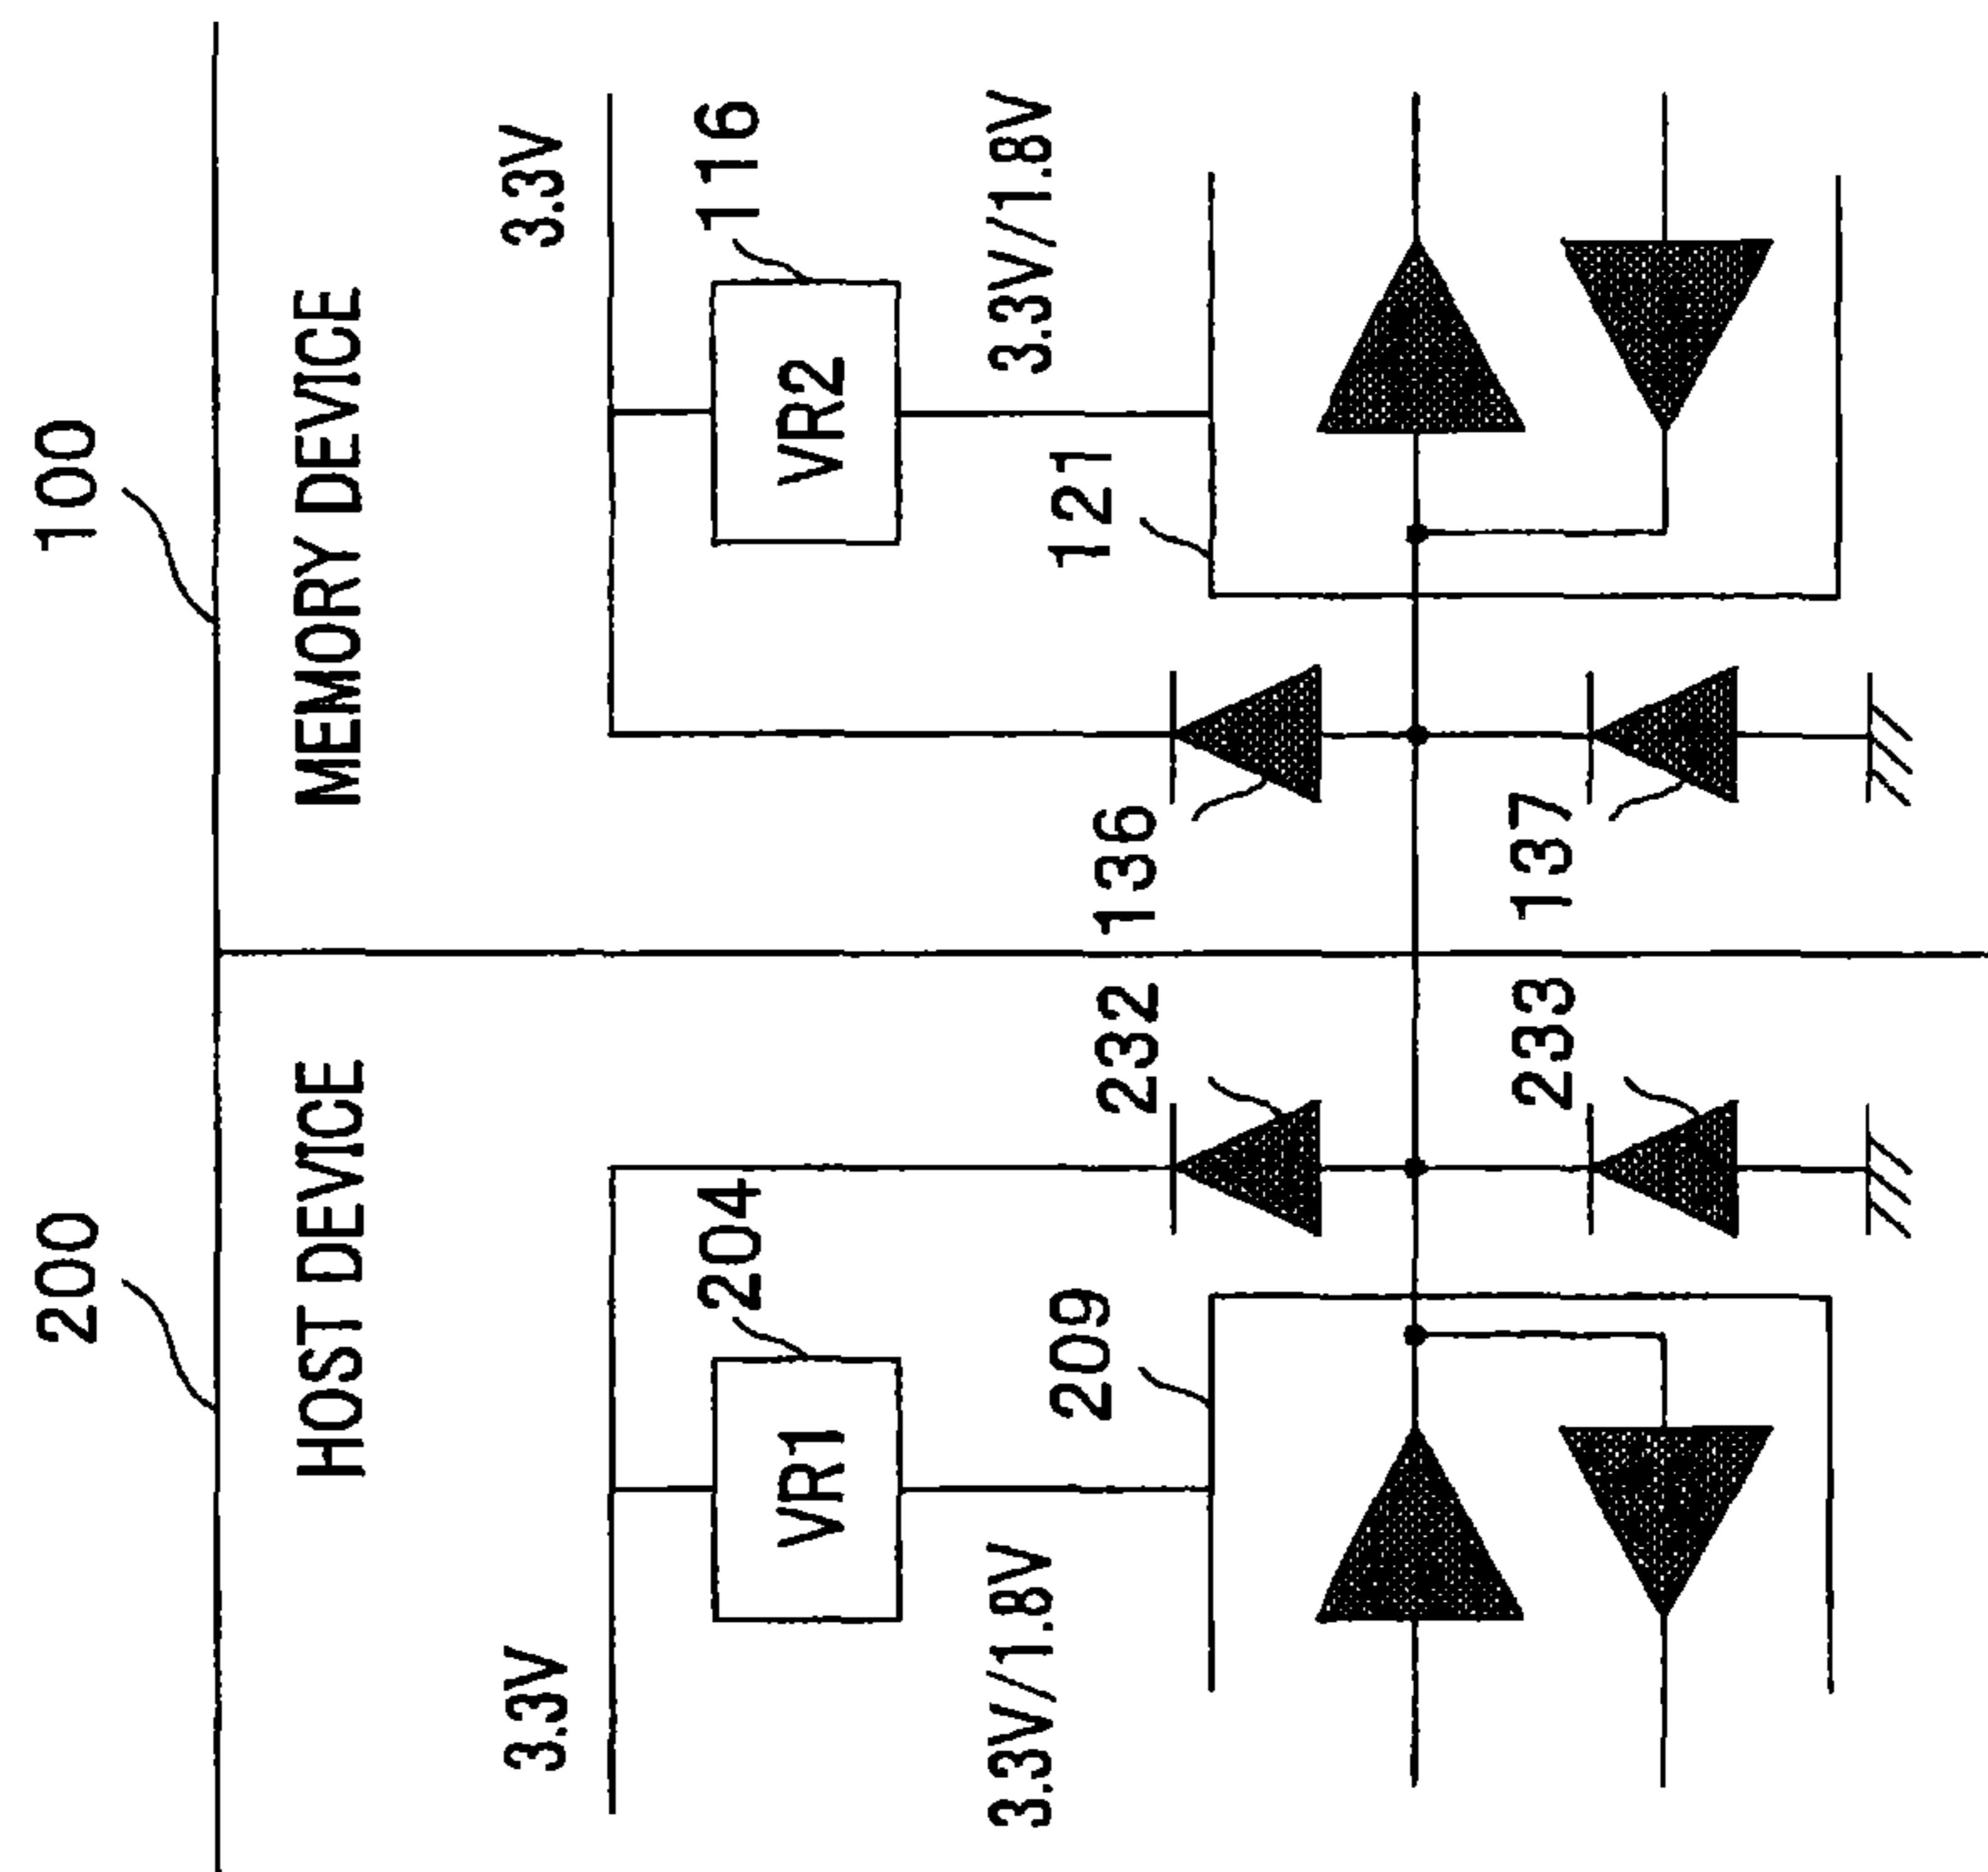 200
100
HOST DEVICE
MEMORY DEVICE
3.3V
3.3V
VR1
204
VR2
116
3.3V/1.8V
3.3V/1.8V
209
121
232
136
233
137